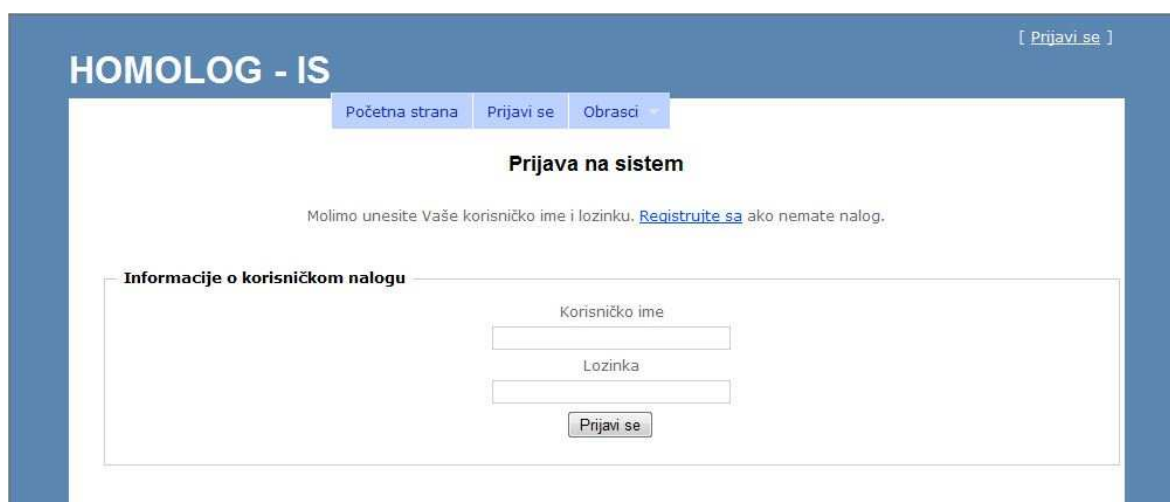 [ Prijavi se ]
HOMOLOG - IS
Početna strana Prijavi se Obrasci
Prijava na sistem
Molimo unesite Vaše korisničko ime i lozinku. Registrujte sa ako nemate nalog.
Informacije o korisničkom nalogu
Korisničko ime
Lozinka
Prijavi se